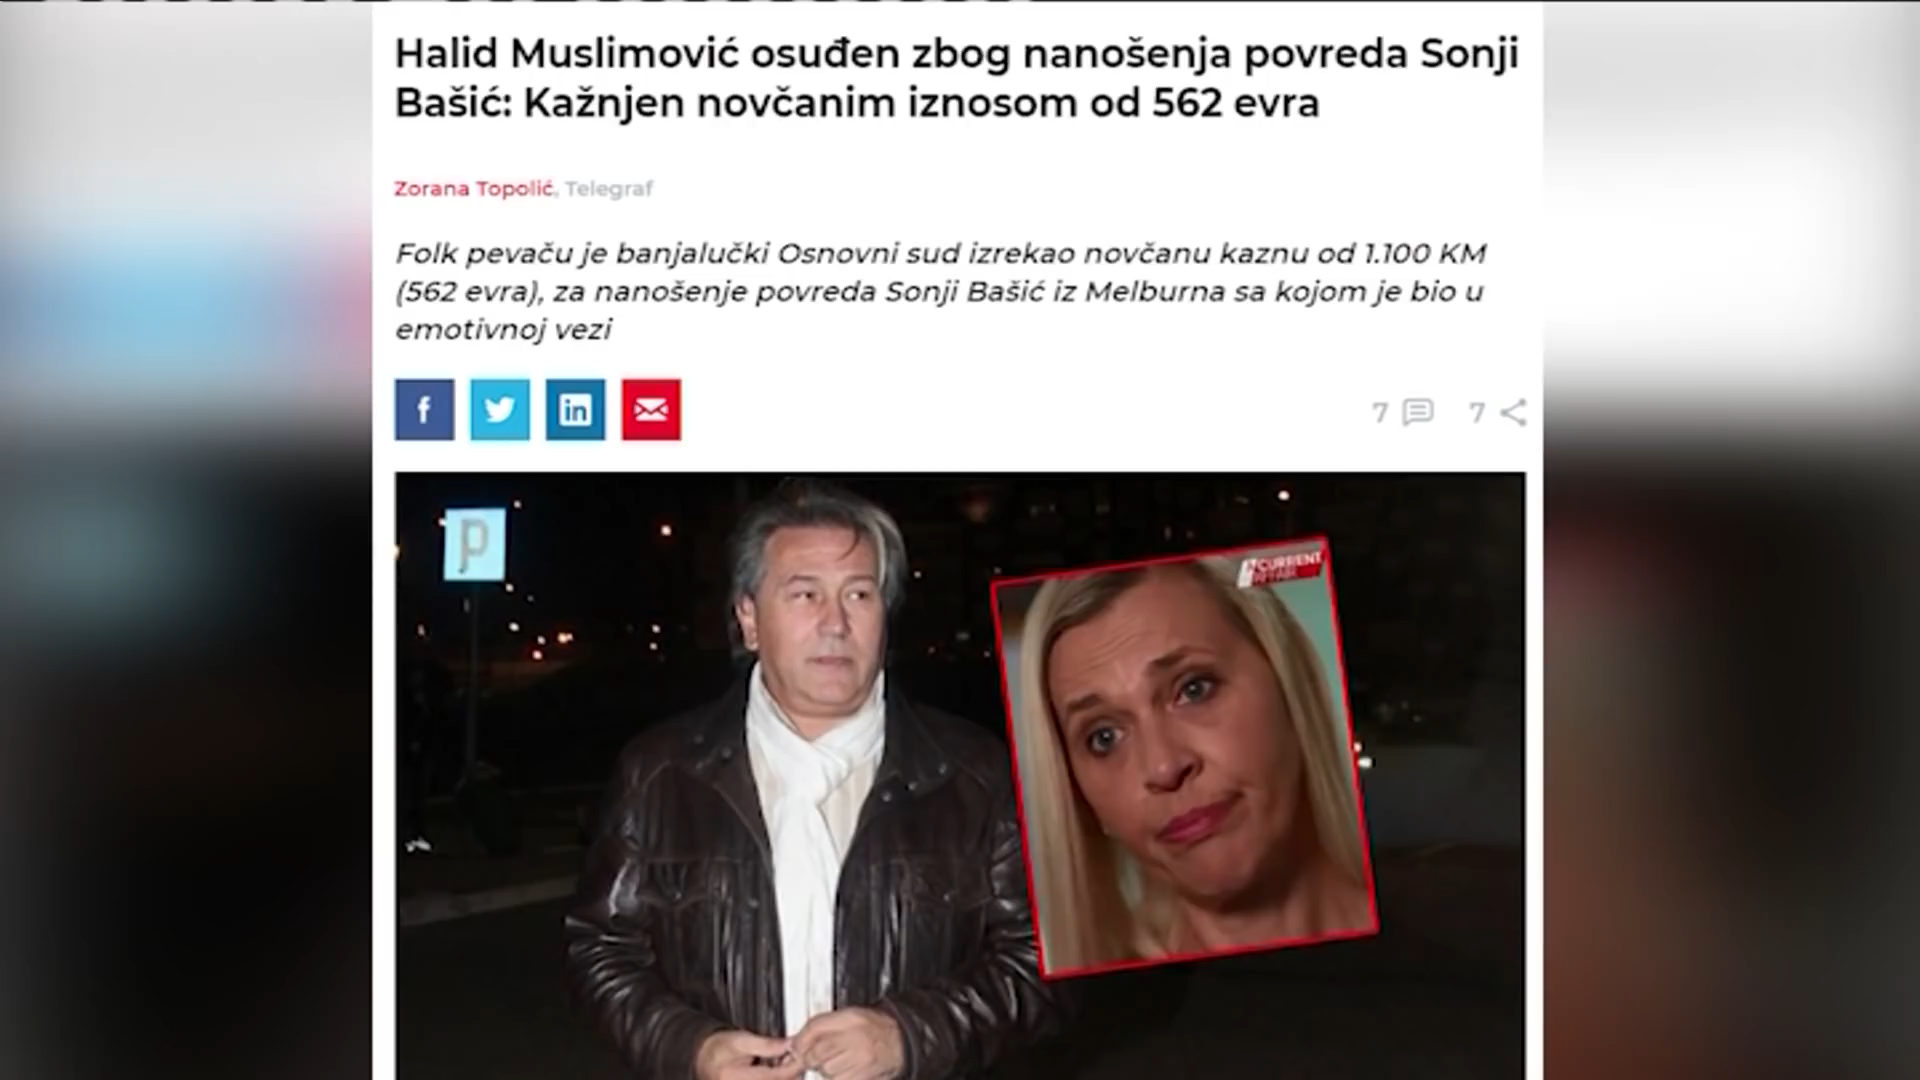 Halid Muslimović osuđen zbog nanošenja povreda Sonji
Bašić: Kažnjen novčanim iznosom od 562 evra
Zorana Topolić, Telegraf
Folk pevaču je banjalučki Osnovni sud izrekao novčanu kaznu od 1.100 KM
(562 evra), za nanošenje povreda Sonji Bašić iz Melburna sa kojom je bio u
emotivnoj vezi
f
in
7
7
P
A CURRENT
AFFAIR